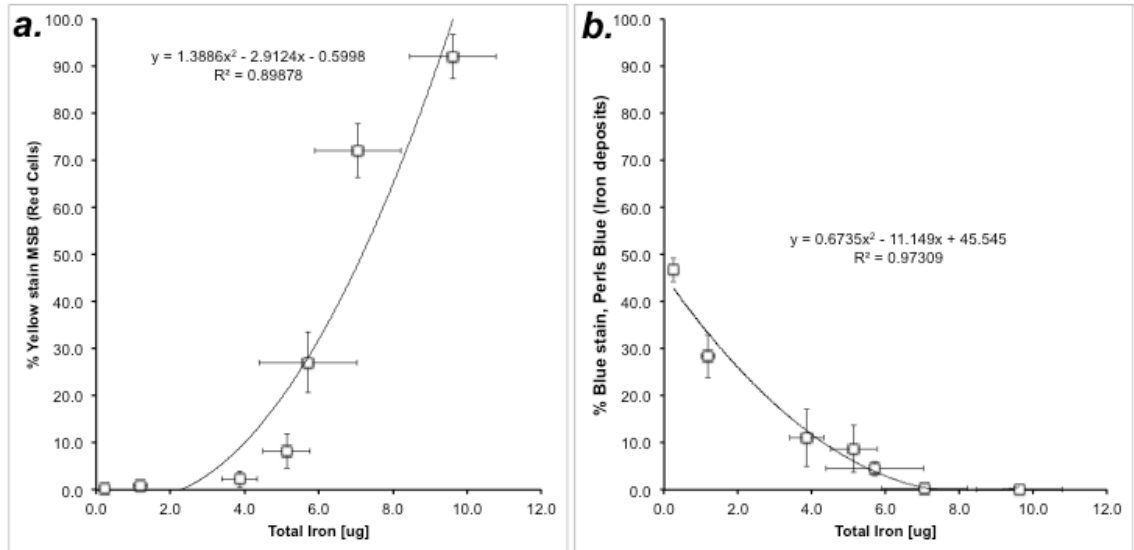 a.
100.0
90.0
80.0
70.0
60.0
50.0
40.0
30.0
20.0
10.0
0.0
% Yellow stain MSB (Red Cells)
y = 1.3886x² - 2.9124x - 0.5998
R² = 0.89878
0.0 2.0 4.0 6.0 8.0 10.0 12.0
Total Iron [ug]
b.
100.0
90.0
80.0
70.0
60.0
50.0
40.0
30.0
20.0
10.0
0.0
% Blue stain, Perls Blue (Iron deposits)
y = 0.6735x² - 11.149x + 45.545
R² = 0.97309
0.0 2.0 4.0 6.0 8.0 10.0 12.0
Total Iron [ug]